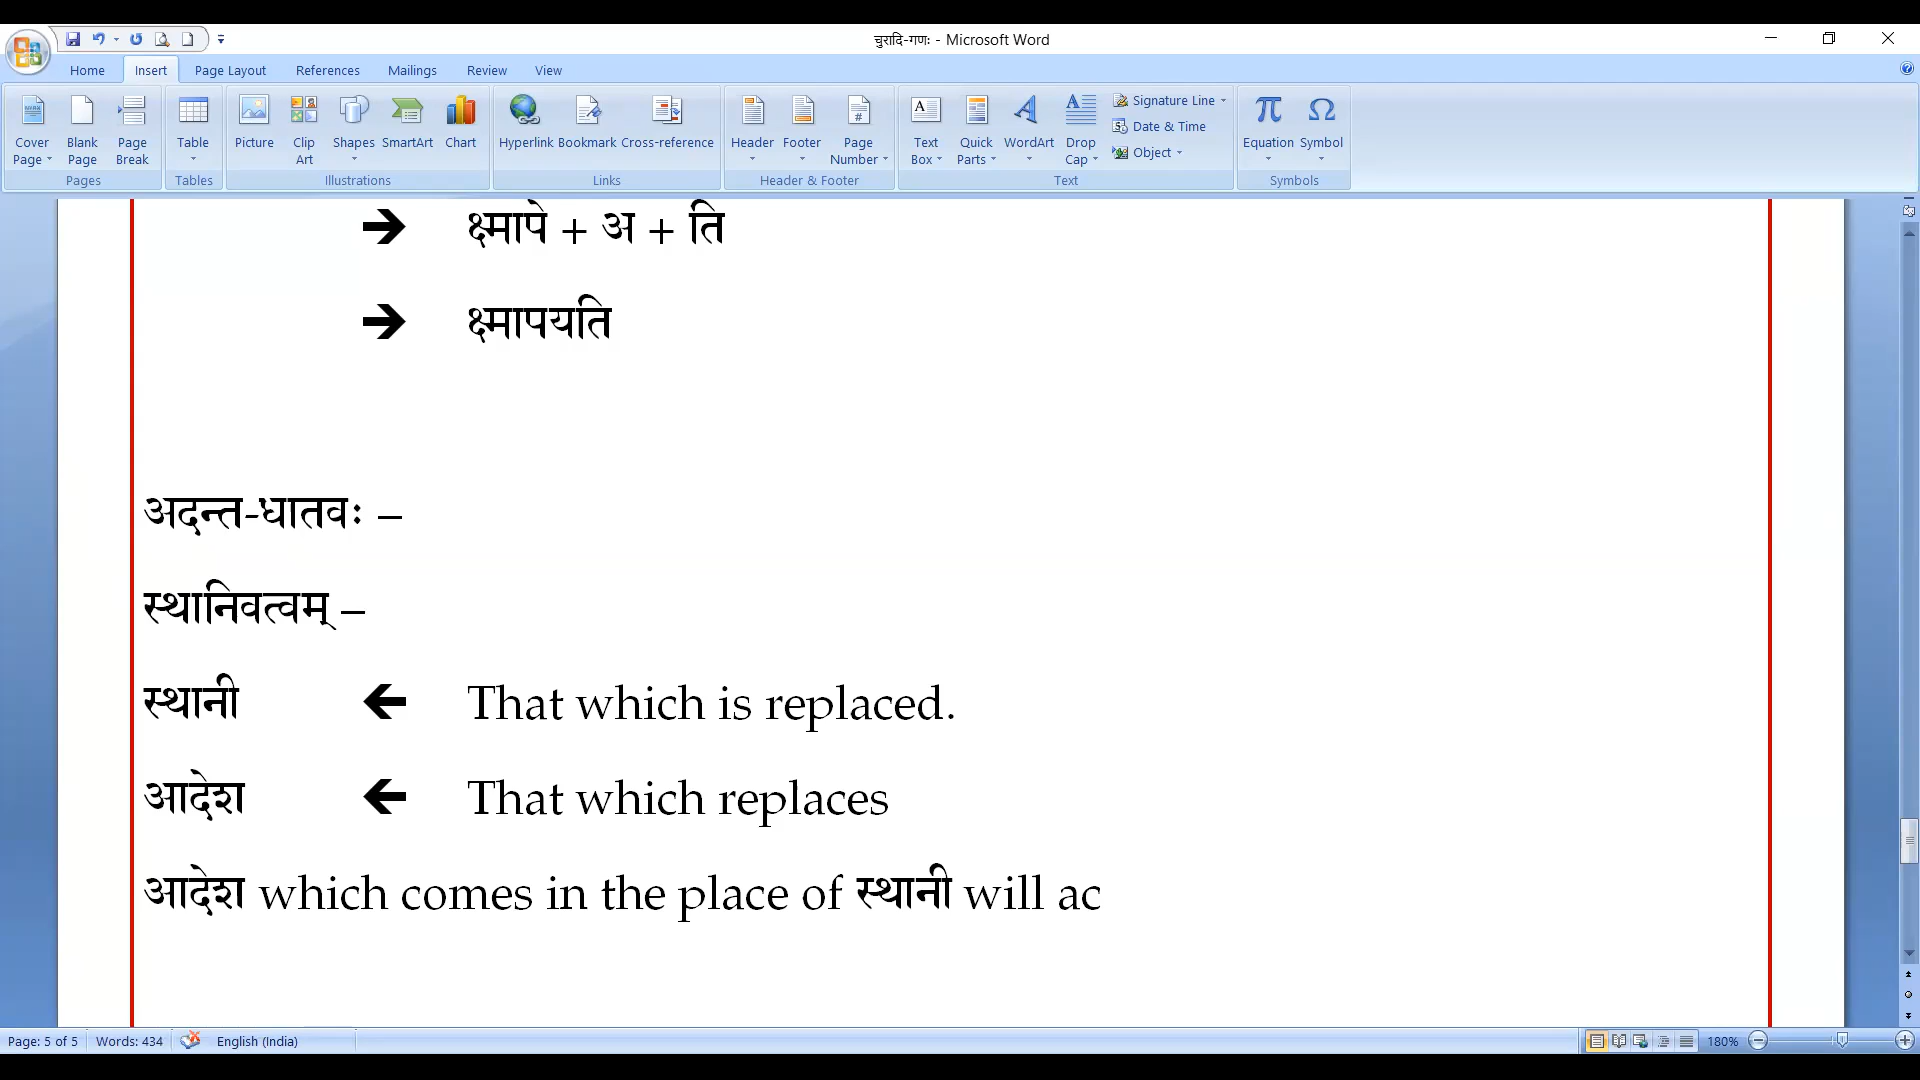 चुरादि-गणः - Microsoft Word
Home Insert Page Layout References Mailings Review View
Cover Page Blank Page Page Break Table Picture Clip Art Shapes SmartArt Chart Hyperlink Bookmark Cross-reference Header Footer Page Number Text Box Quick Parts WordArt Drop Cap Signature Line Date & Time Object Equation Symbol
Pages Tables Illustrations Links Header & Footer Text Symbols
➔ क्ष्मापे + अ + ति
➔ क्ष्मापयति
अदन्त-धातवः –
स्थानिवत्वम् –
स्थानी 🡸 That which is replaced.
आदेश 🡸 That which replaces
आदेश which comes in the place of स्थानी will ac
Page: 5 of 5 Words: 434 English (India) 180%